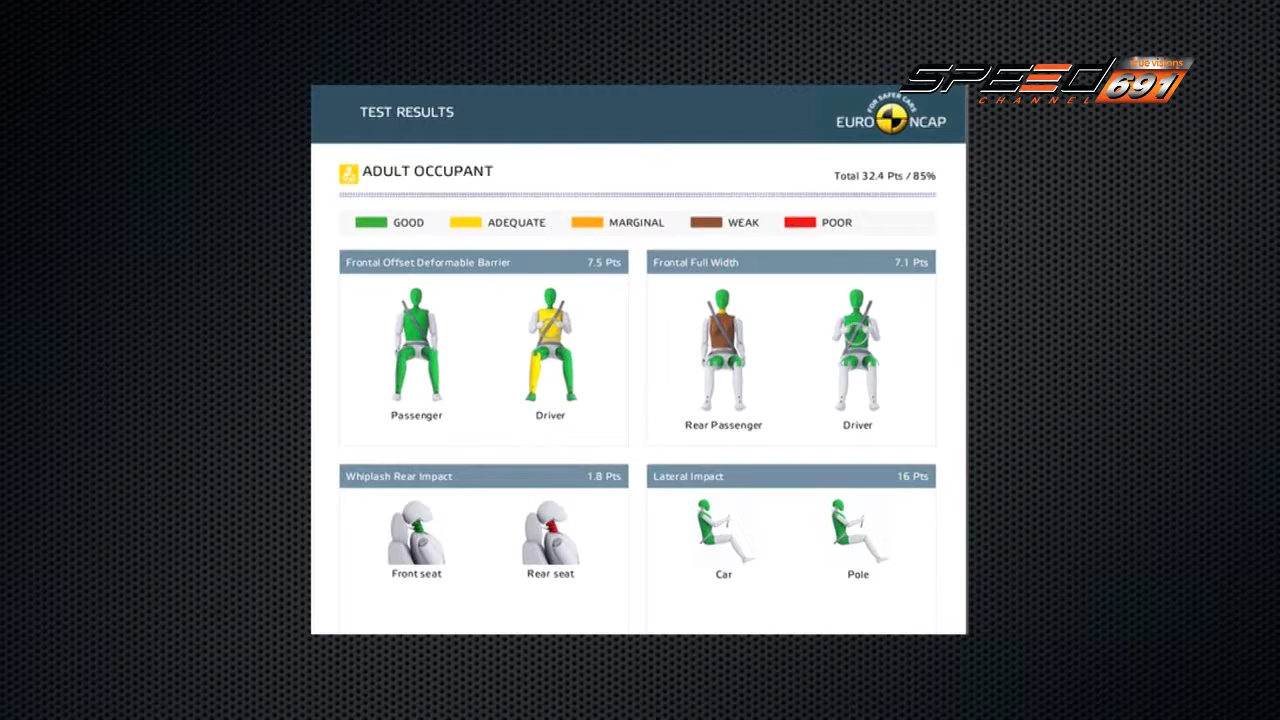 true visions
SPEED 691
CHANNEL
TEST RESULTS
FOR SAFER CARS
EURO NCAP
ADULT OCCUPANT
Total 32.4 Pts / 85%
GOOD ADEQUATE MARGINAL WEAK POOR
Frontal Offset Deformable Barrier 7.5 Pts
Passenger Driver
Frontal Full Width 7.1 Pts
Rear Passenger Driver
Whiplash Rear Impact 1.8 Pts
Front seat Rear seat
Lateral Impact 16 Pts
Car Pole